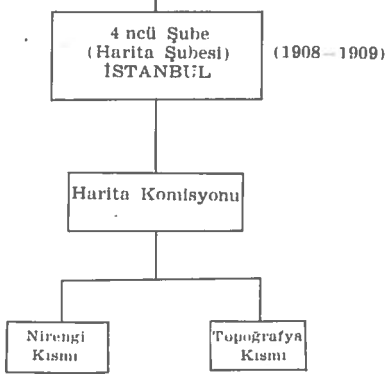 4 ncü Şube
(Harita Şubesi)
İSTANBUL
(1908—1909)
Harita Komisyonu
Nirengi
Kısmı
Topoğrafya
Kısmı